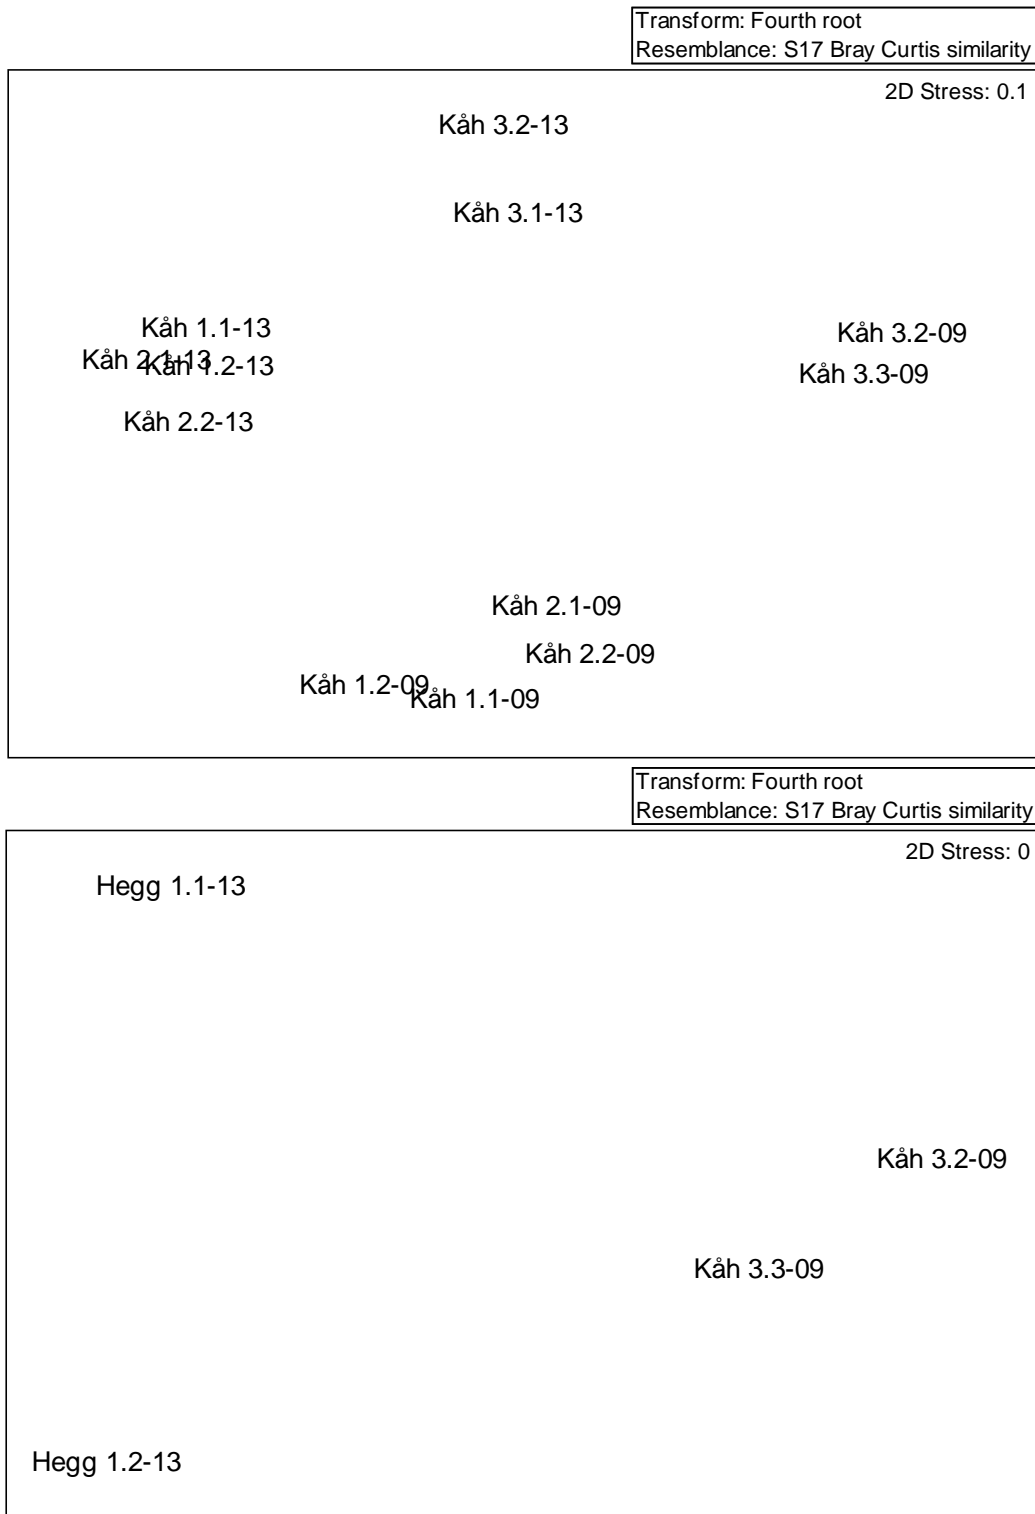 Transform: Fourth root
Resemblance: S17 Bray Curtis similarity
2D Stress: 0.1
Kåh 3.2-13
Kåh 3.1-13
Kåh 1.1-13
Kåh 3.2-09
Kåh 2.1-13
Kåh 1.2-13
Kåh 3.3-09
Kåh 2.2-13
Kåh 2.1-09
Kåh 2.2-09
Kåh 1.2-09
Kåh 1.1-09
Transform: Fourth root
Resemblance: S17 Bray Curtis similarity
2D Stress: 0
Hegg 1.1-13
Kåh 3.2-09
Kåh 3.3-09
Hegg 1.2-13